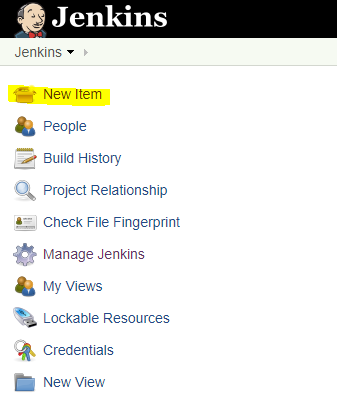 Jenkins
Jenkins
New Item
People
Build History
Project Relationship
Check File Fingerprint
Manage Jenkins
My Views
Lockable Resources
Credentials
New View